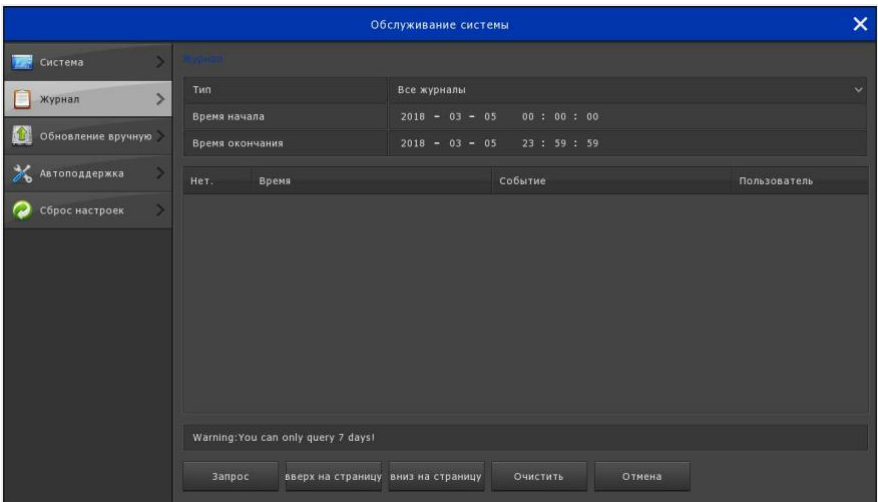 Обслуживание системы
Система
Журнал
Обновление вручную
Автоподдержка
Сброс настроек
Журнал
Тип Все журналы
Время начала 2018 - 03 - 05 00 : 00 : 00
Время окончания 2018 - 03 - 05 23 : 59 : 59
Нет. Время Событие Пользователь
Warning:You can only query 7 days!
Запрос вверх на страницу вниз на страницу Очистить Отмена